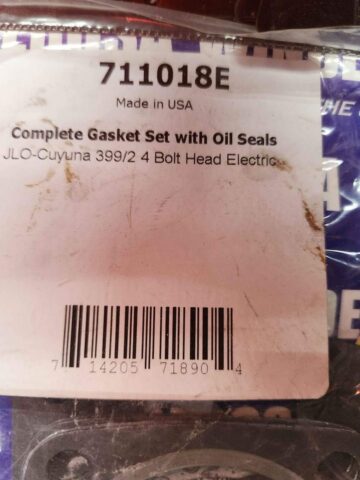 711018E
Made in USA
Complete Gasket Set with Oil Seals
JLO-Cuyuna 399/2 4 Bolt Head Electric
7 14205 71890 4